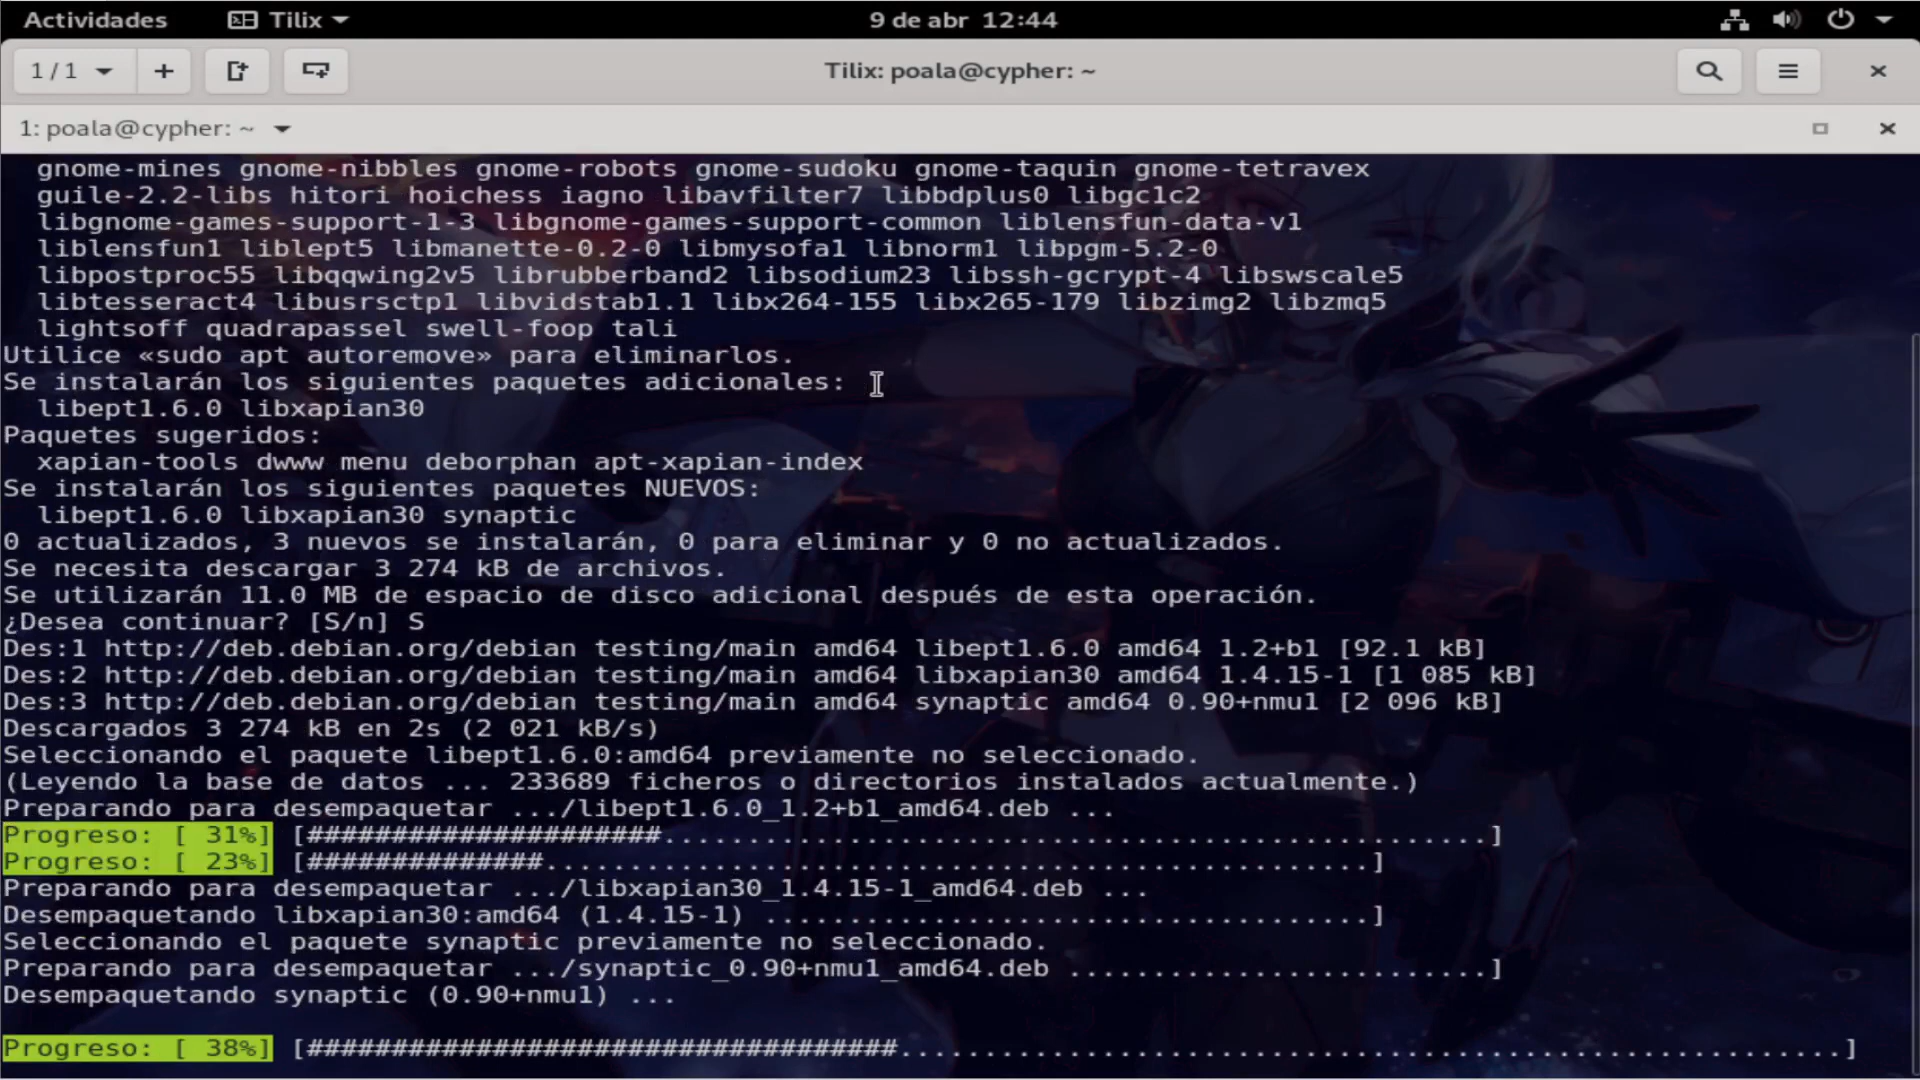 Actividades Tilix 9 de abr 12:44
1 / 1 Tilix: poala@cypher: ~
1: poala@cypher: ~
gnome-mines gnome-nibbles gnome-robots gnome-sudoku gnome-taquin gnome-tetravex
guile-2.2-libs hitori hoichess iagno libavfilter7 libbdplus0 libgc1c2
libgnome-games-support-1-3 libgnome-games-support-common liblensfun-data-v1
liblensfun1 liblept5 libmanette-0.2-0 libmysofa1 libnorm1 libpgm-5.2-0
libpostproc55 libqqwing2v5 librubberband2 libsodium23 libssh-gcrypt-4 libswscale5
libtesseract4 libusrsctp1 libvidstab1.1 libx264-155 libx265-179 libzimg2 libzmq5
lightsoff quadrapassel swell-foop tali
Utilice «sudo apt autoremove» para eliminarlos.
Se instalarán los siguientes paquetes adicionales:
libept1.6.0 libxapian30
Paquetes sugeridos:
xapian-tools dwww menu deborphan apt-xapian-index
Se instalarán los siguientes paquetes NUEVOS:
libept1.6.0 libxapian30 synaptic
0 actualizados, 3 nuevos se instalarán, 0 para eliminar y 0 no actualizados.
Se necesita descargar 3 274 kB de archivos.
Se utilizarán 11.0 MB de espacio de disco adicional después de esta operación.
¿Desea continuar? [S/n] S
Des:1 http://deb.debian.org/debian testing/main amd64 libept1.6.0 amd64 1.2+b1 [92.1 kB]
Des:2 http://deb.debian.org/debian testing/main amd64 libxapian30 amd64 1.4.15-1 [1 085 kB]
Des:3 http://deb.debian.org/debian testing/main amd64 synaptic amd64 0.90+nmu1 [2 096 kB]
Descargados 3 274 kB en 2s (2 021 kB/s)
Seleccionando el paquete libept1.6.0:amd64 previamente no seleccionado.
(Leyendo la base de datos ... 233689 ficheros o directorios instalados actualmente.)
Preparando para desempaquetar .../libept1.6.0_1.2+b1_amd64.deb ...
Progreso: [ 31%] [#####################.................................................]
Progreso: [ 23%] [##############.................................................]
Preparando para desempaquetar .../libxapian30_1.4.15-1_amd64.deb ...
Desempaquetando libxapian30:amd64 (1.4.15-1) ....................................]
Seleccionando el paquete synaptic previamente no seleccionado.
Preparando para desempaquetar .../synaptic_0.90+nmu1_amd64.deb .........................]
Desempaquetando synaptic (0.90+nmu1) ...
Progreso: [ 38%] [###################################........................................................]